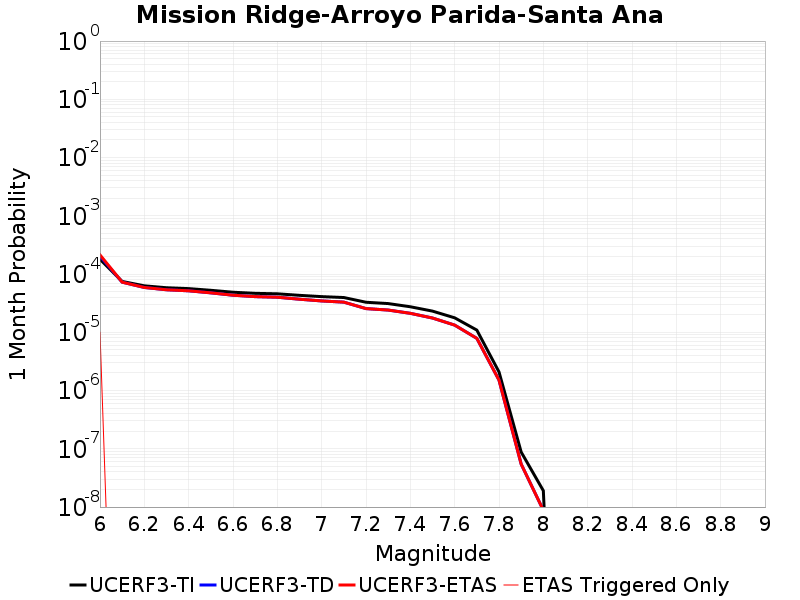 Mission Ridge-Arroyo Parida-Santa Ana
1 Month Probability
10^0
10^-1
10^-2
10^-3
10^-4
10^-5
10^-6
10^-7
10^-8
6 6.2 6.4 6.6 6.8 7 7.2 7.4 7.6 7.8 8 8.2 8.4 8.6 8.8 9
Magnitude
UCERF3-TI UCERF3-TD UCERF3-ETAS ETAS Triggered Only